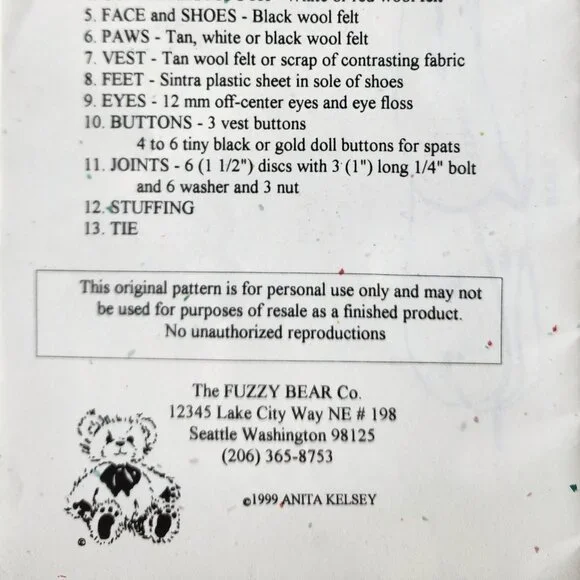 5. FACE and SHOES - Black wool felt
6. PAWS - Tan, white or black wool felt
7. VEST - Tan wool felt or scrap of contrasting fabric
8. FEET - Sintra plastic sheet in sole of shoes
9. EYES - 12 mm off-center eyes and eye floss
10. BUTTONS - 3 vest buttons
4 to 6 tiny black or gold doll buttons for spats
11. JOINTS - 6 (1 1/2") discs with 3 (1") long 1/4" bolt
and 6 washer and 3 nut
12. STUFFING
13. TIE
This original pattern is for personal use only and may not
be used for purposes of resale as a finished product.
No unauthorized reproductions
The FUZZY BEAR Co.
12345 Lake City Way NE # 198
Seattle Washington 98125
(206) 365-8753
©1999 ANITA KELSEY
©